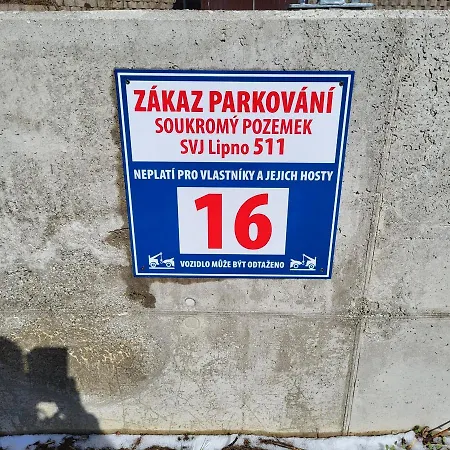 ZÁKAZ PARKOVÁNÍ
SOUKROMÝ POZEMEK
SVJ Lipno 511
NEPLATÍ PRO VLASTNÍKY A JEJICH HOSTY
16
VOZIDLO MŮŽE BÝT ODTAŽENO